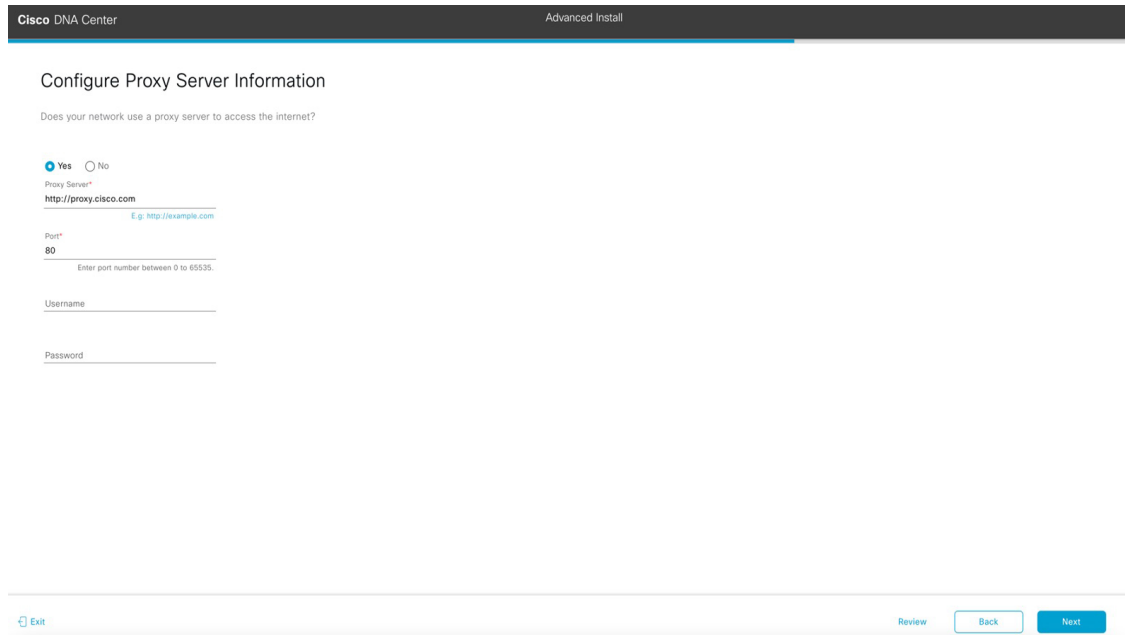 Cisco DNA Center
Advanced Install
Configure Proxy Server Information
Does your network use a proxy server to access the internet?
Yes No
Proxy Server*
http://proxy.cisco.com
E.g: http://example.com
Port*
80
Enter port number between 0 to 65535.
Username
Password
Exit
Review
Back
Next